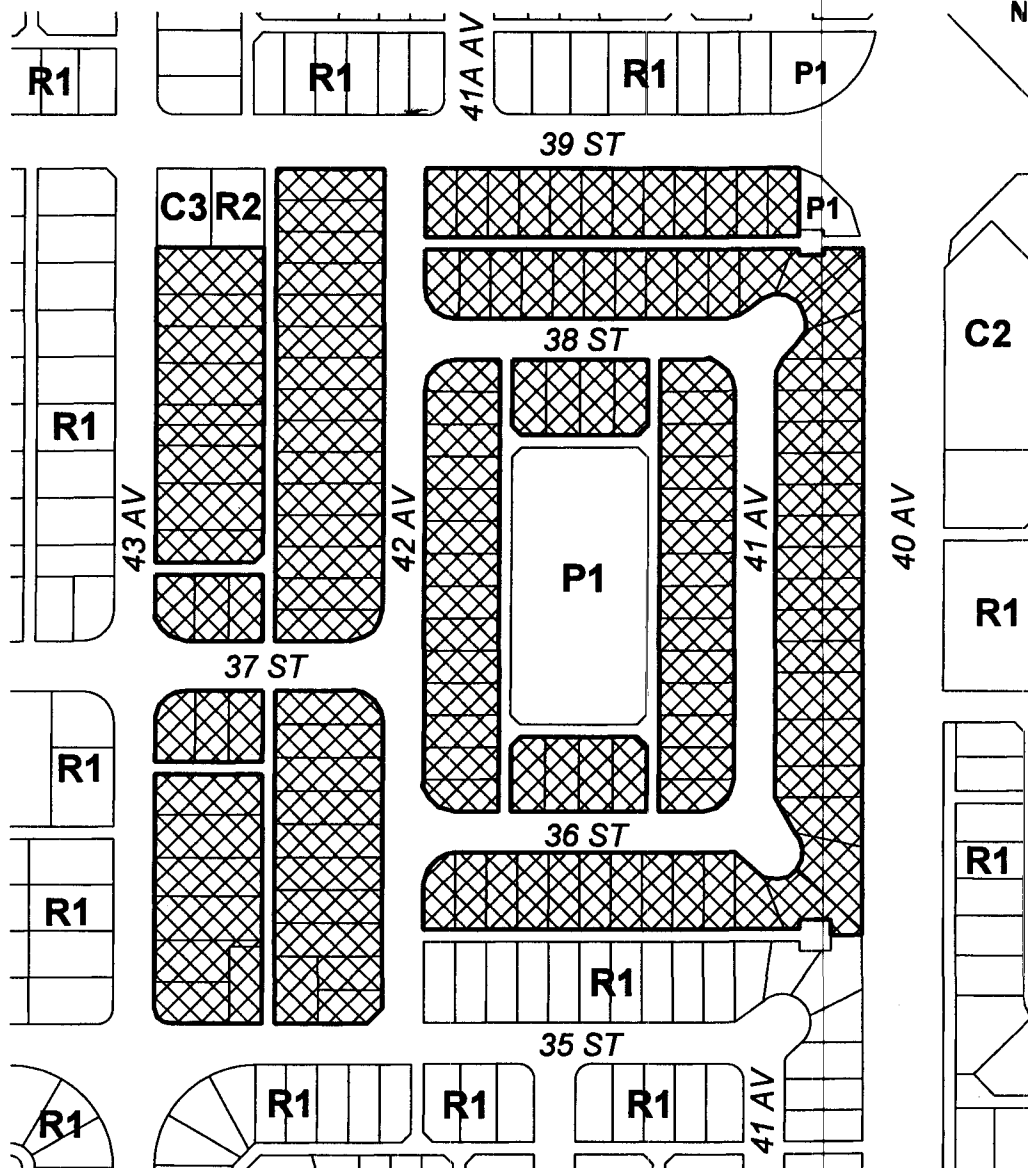 N
R1
R1
41A AV
R1
P1
39 ST
C3
R2
P1
38 ST
C2
R1
43 AV
42 AV
P1
41 AV
40 AV
R1
37 ST
R1
36 ST
R1
R1
R1
35 ST
R1
R1
R1
R1
41 AV